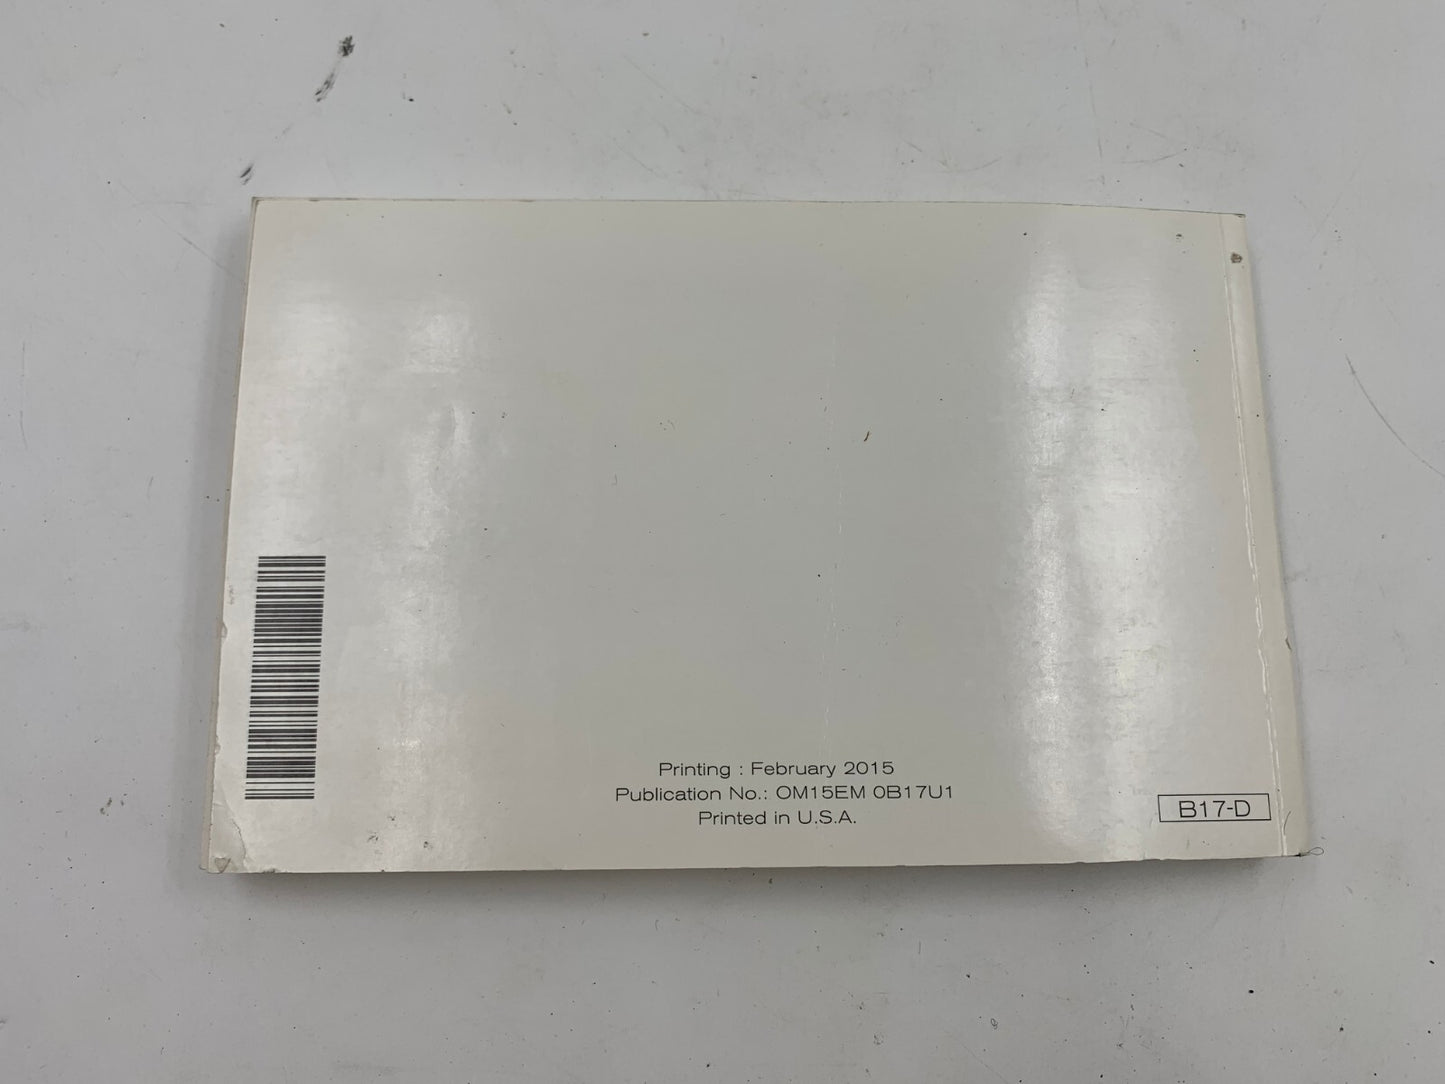 Printing : February 2015
Publication No.: OM15EM 0B17U1
Printed in U.S.A.
B17-D